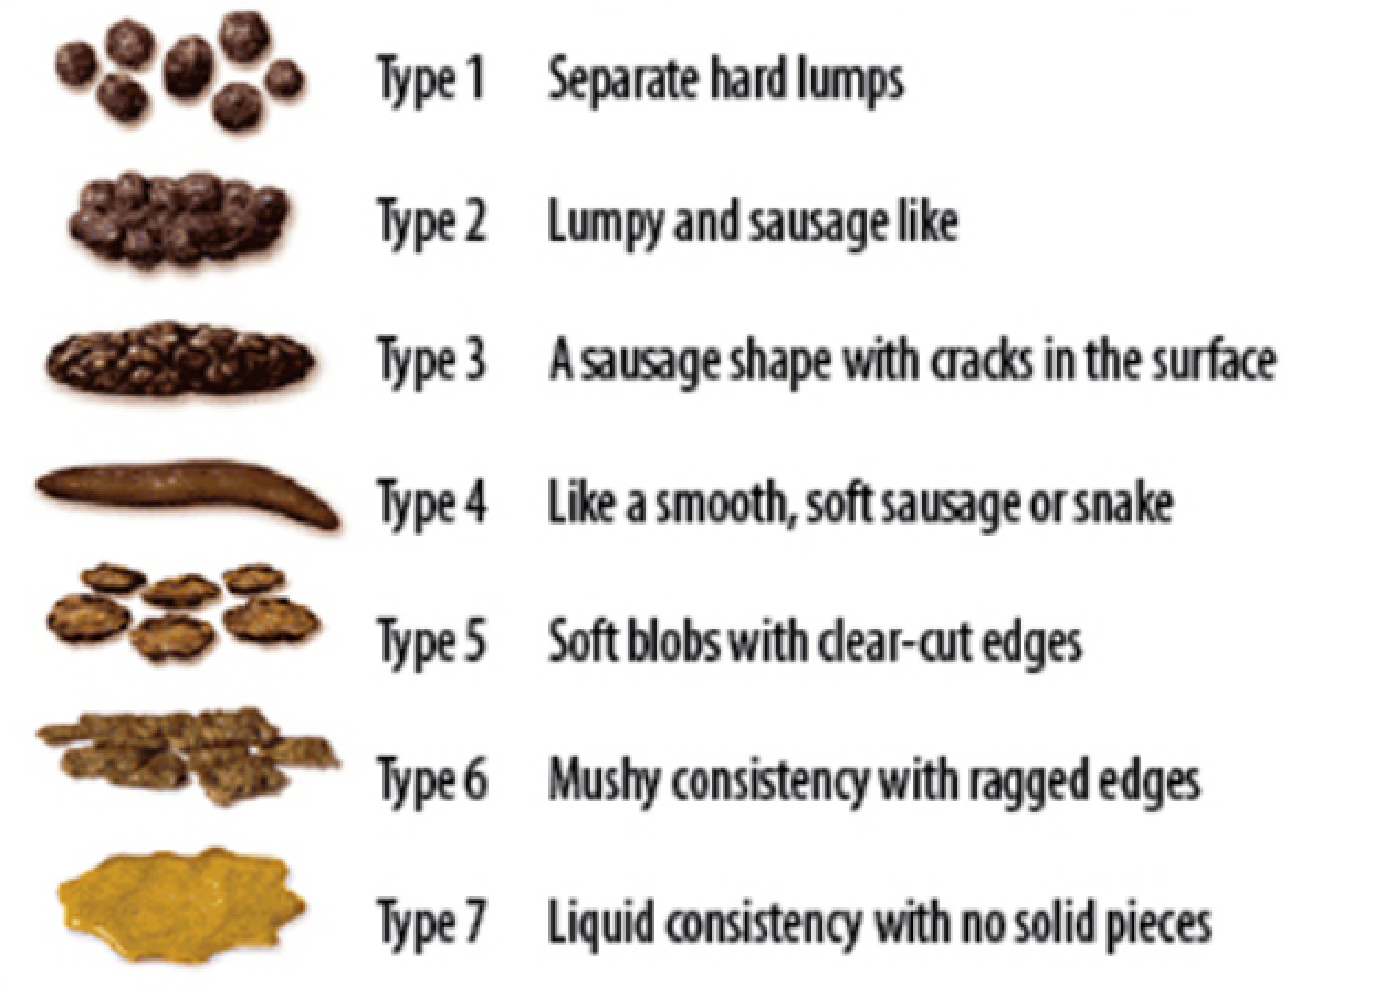 Type 1 Separate hard lumps
Type 2 Lumpy and sausage like
Type 3 A sausage shape with cracks in the surface
Type 4 Like a smooth, soft sausage or snake
Type 5 Soft blobs with clear-cut edges
Type 6 Mushy consistency with ragged edges
Type 7 Liquid consistency with no solid pieces